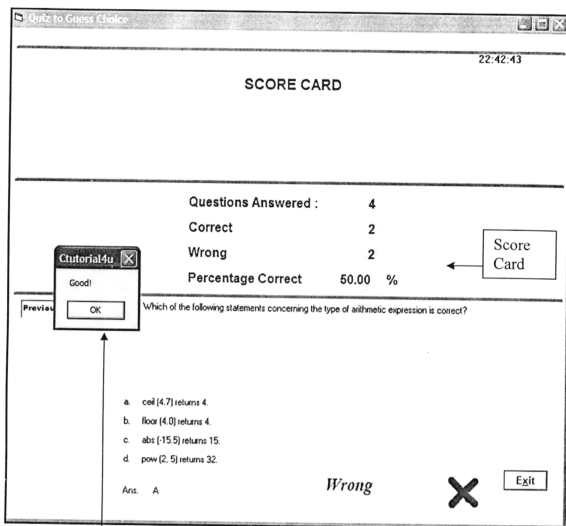 Quiz to Guess Choice
22:42:43
SCORE CARD
Questions Answered : 4
Correct 2
Wrong 2
Percentage Correct 50.00 %
Score
Card
Ctutorial4u
Good!
OK
Previou
Which of the following statements concerning the type of arithmetic expression is correct?
a. ceil (4.7) returns 4.
b. floor (4.0) returns 4.
c. abs (-15.5) returns 15.
d. pow (2, 5) returns 32.
Ans. A
Wrong
Exit